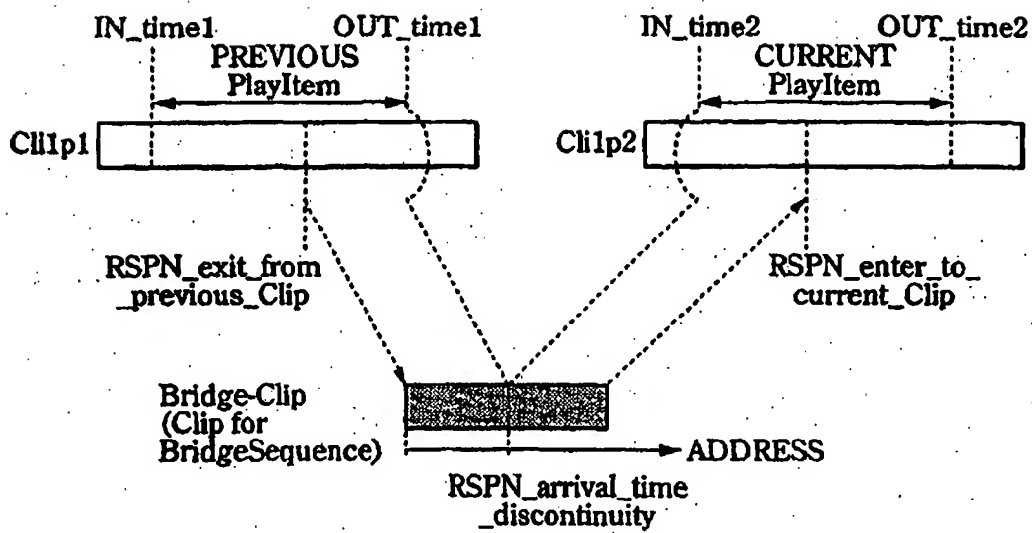 IN_time1 OUT_time1 IN_time2 OUT_time2
PREVIOUS
PlayItem
CURRENT
PlayItem
Cli1p1
Cli1p2
RSPN_exit_from
_previous_Clip
RSPN_enter_to_
current_Clip
Bridge-Clip
(Clip for
BridgeSequence)
ADDRESS
RSPN_arrival_time
_discontinuity